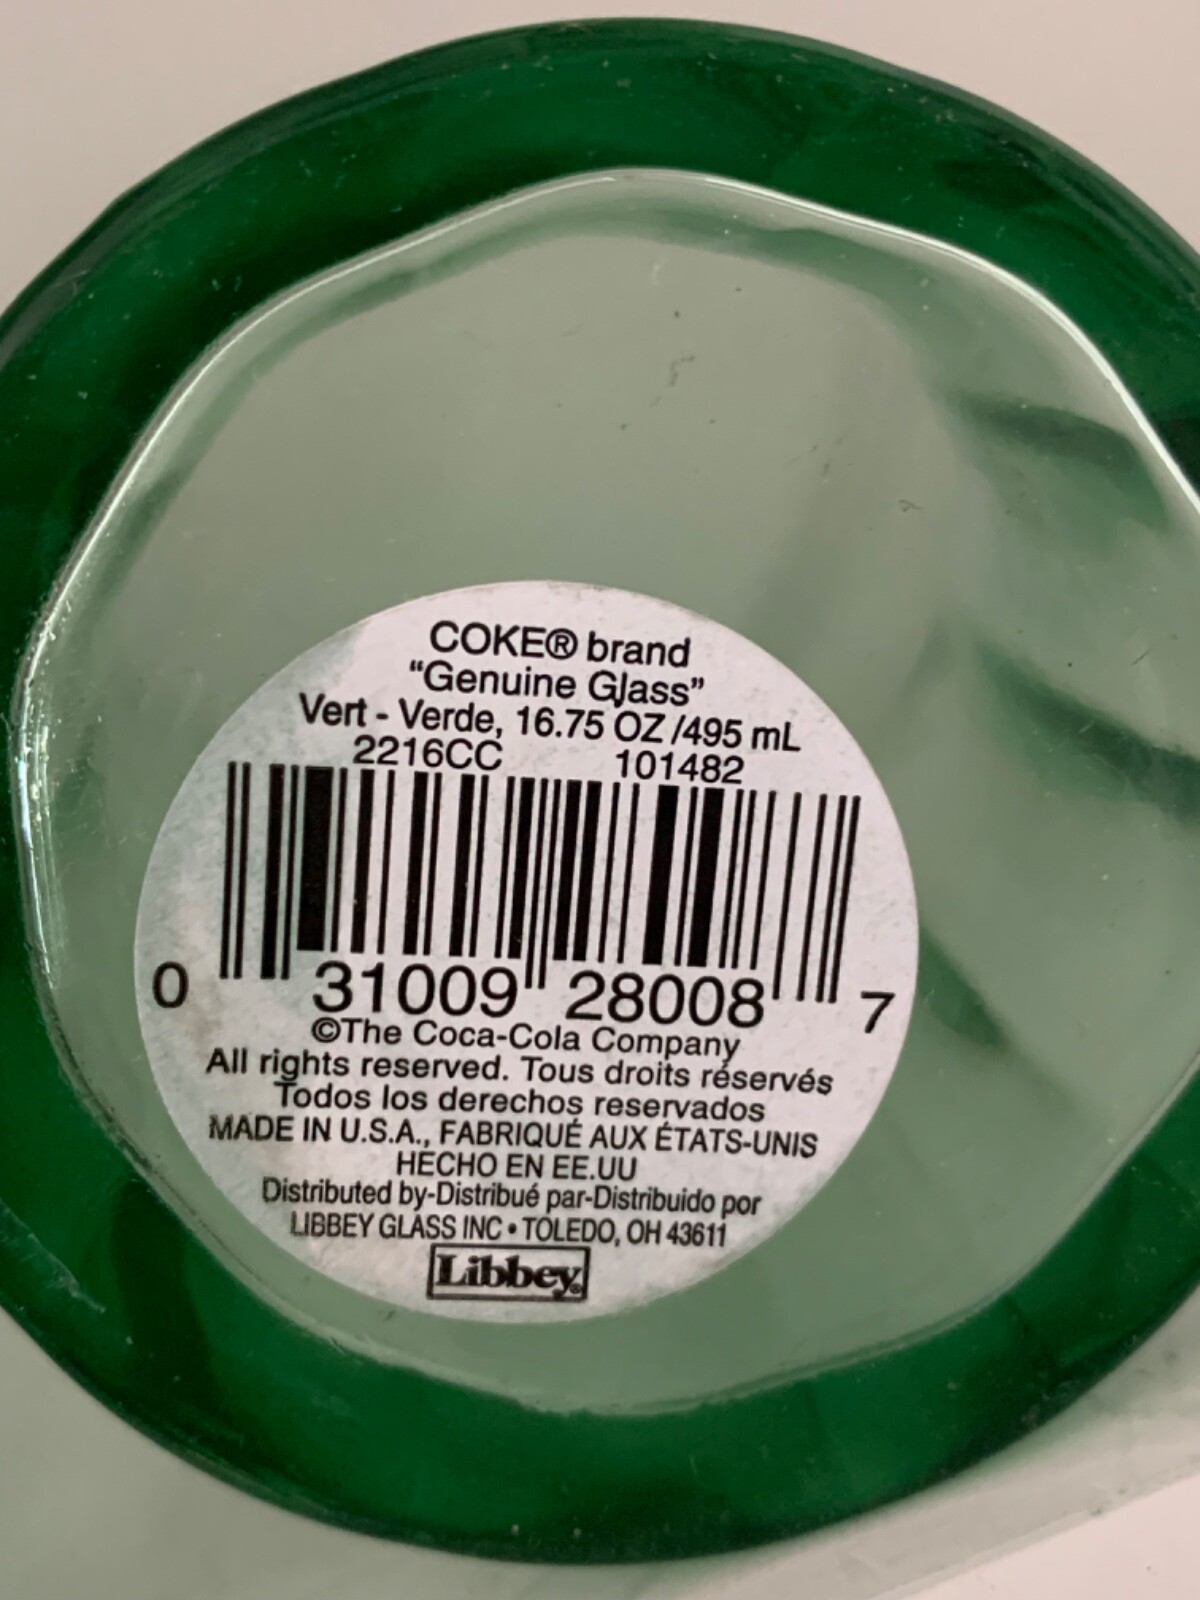 COKE® brand
“Genuine Glass”
Vert - Verde, 16.75 OZ /495 mL
2216CC 101482
0 31009 28008 7
©The Coca-Cola Company
All rights reserved. Tous droits réservés
Todos los derechos reservados
MADE IN U.S.A., FABRIQUÉ AUX ÉTATS-UNIS
HECHO EN EE.UU
Distributed by-Distribué par-Distribuido por
LIBBEY GLASS INC • TOLEDO, OH 43611
Libbey®